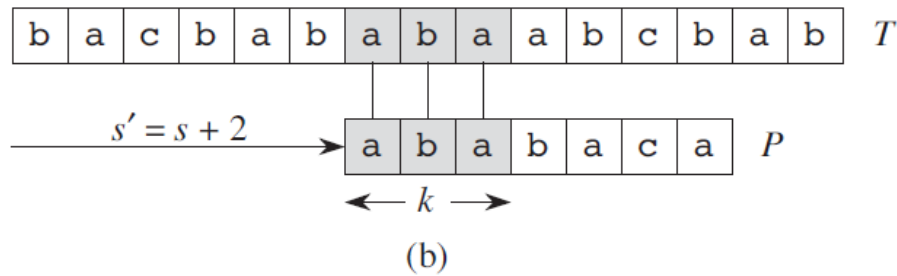 b a c b a b a b a a b c b a b T
s′ = s + 2
a b a b a c a P
k
(b)